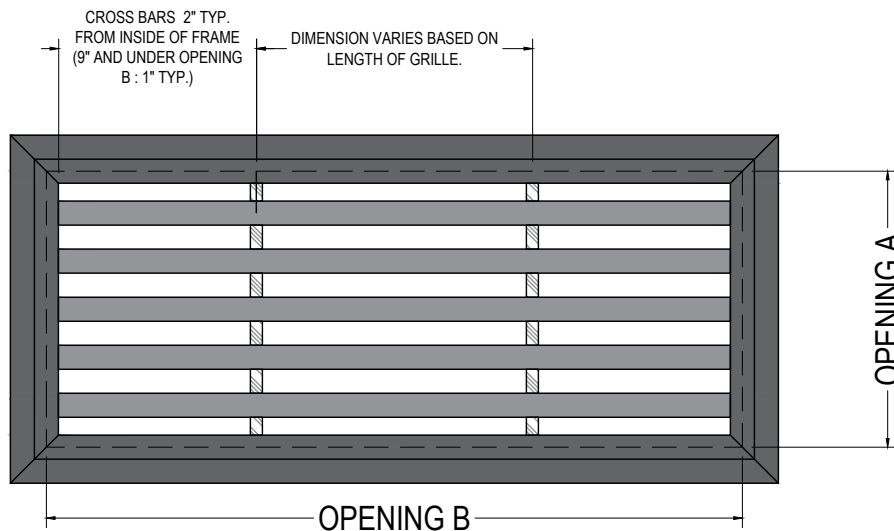 CROSS BARS 2" TYP.
FROM INSIDE OF FRAME
(9" AND UNDER OPENING
B : 1" TYP.)
DIMENSION VARIES BASED ON
LENGTH OF GRILLE.
OPENING A
OPENING B